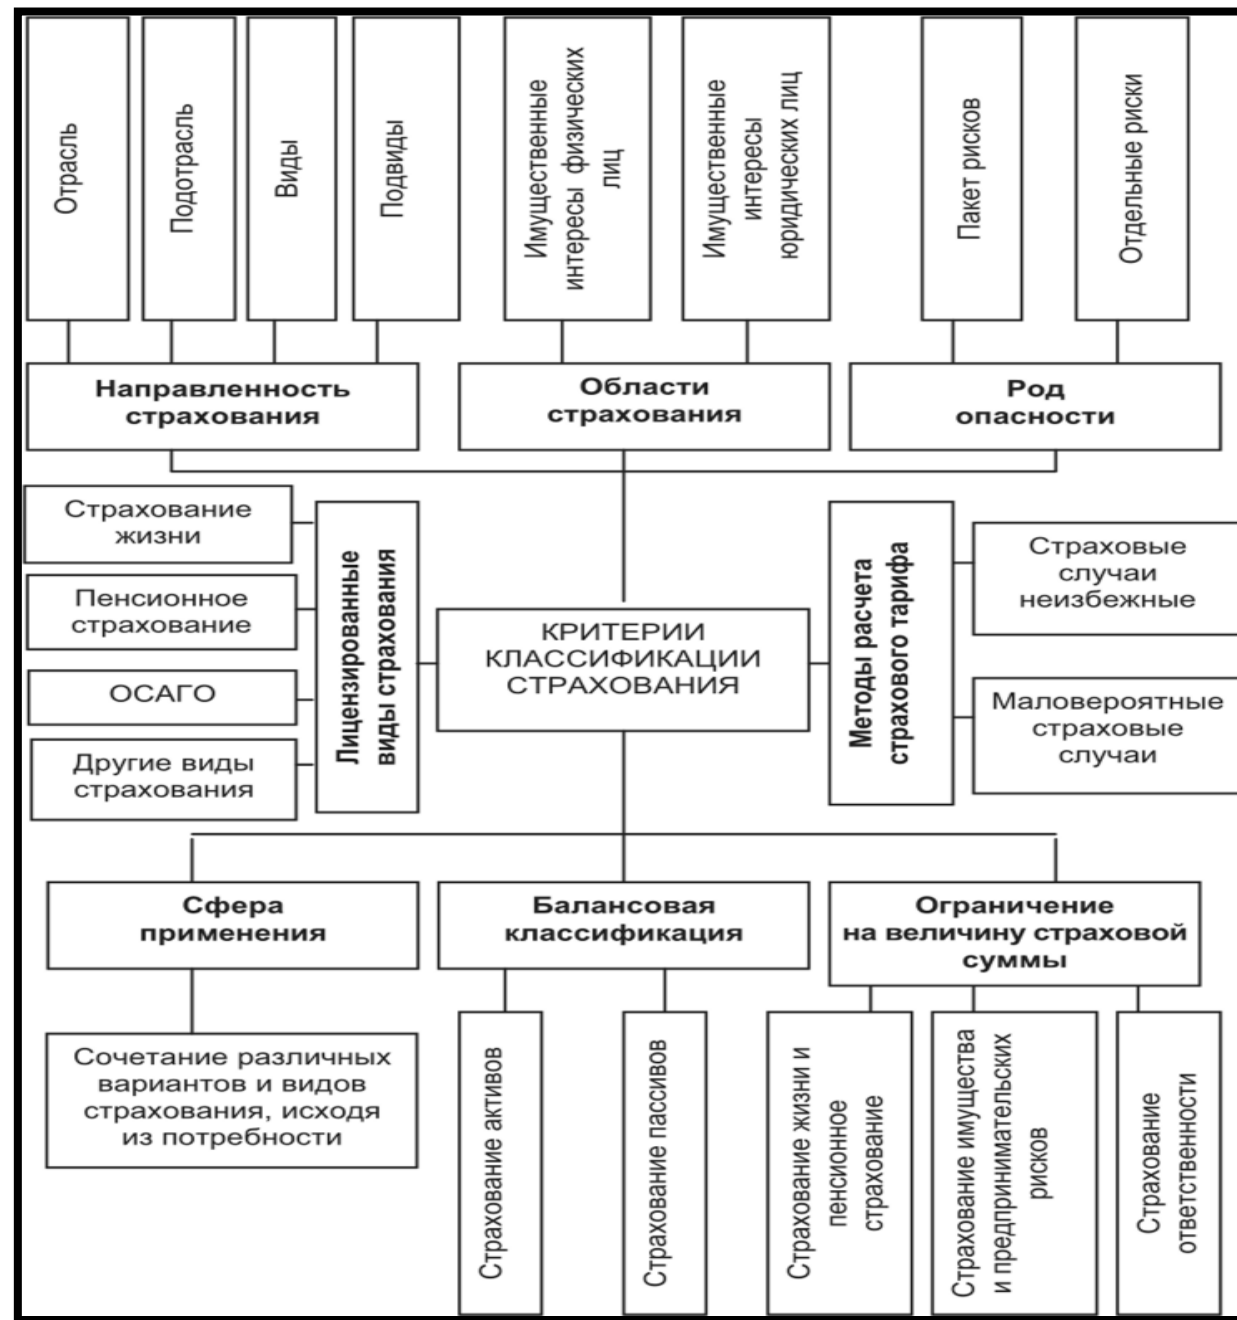 Отрасль
Подотрасль
Виды
Подвиды
Имущественные
интересы физических
лиц
Имущественные
интересы
юридических лиц
Пакет рисков
Отдельные риски
Направленность
страхования
Области
страхования
Род
опасности
Страхование
жизни
Пенсионное
страхование
ОСАГО
Другие виды
страхования
Лицензированные
виды страхования
КРИТЕРИИ
КЛАССИФИКАЦИИ
СТРАХОВАНИЯ
Методы расчета
страхового тарифа
Страховые
случаи
неизбежные
Маловероятные
страховые
случаи
Сфера
применения
Балансовая
классификация
Ограничение
на величину страховой
суммы
Сочетание различных
вариантов и видов
страхования, исходя
из потребности
Страхование активов
Страхование пассивов
Страхование жизни и
пенсионное
страхование
Страхование имущества
и предпринимательских
рисков
Страхование
ответственности